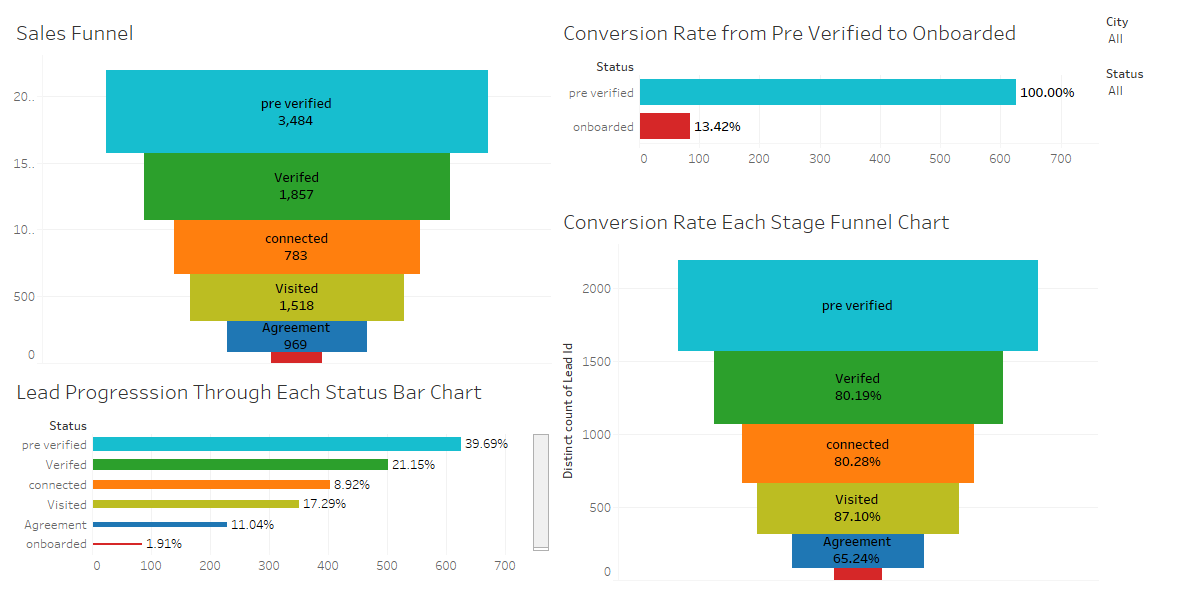 Sales Funnel
20..
15..
10..
500
0
pre verified
3,484
Verifed
1,857
connected
783
Visited
1,518
Agreement
969
Lead Progresssion Through Each Status Bar Chart
Status
pre verified 39.69%
Verifed 21.15%
connected 8.92%
Visited 17.29%
Agreement 11.04%
onboarded 1.91%
0 100 200 300 400 500 600 700
Conversion Rate from Pre Verified to Onboarded
Status
pre verified 100.00%
onboarded 13.42%
0 100 200 300 400 500 600 700
Conversion Rate Each Stage Funnel Chart
Distinct count of Lead Id
2000
1500
1000
500
0
pre verified
Verifed
80.19%
connected
80.28%
Visited
87.10%
Agreement
65.24%
City
All
Status
All